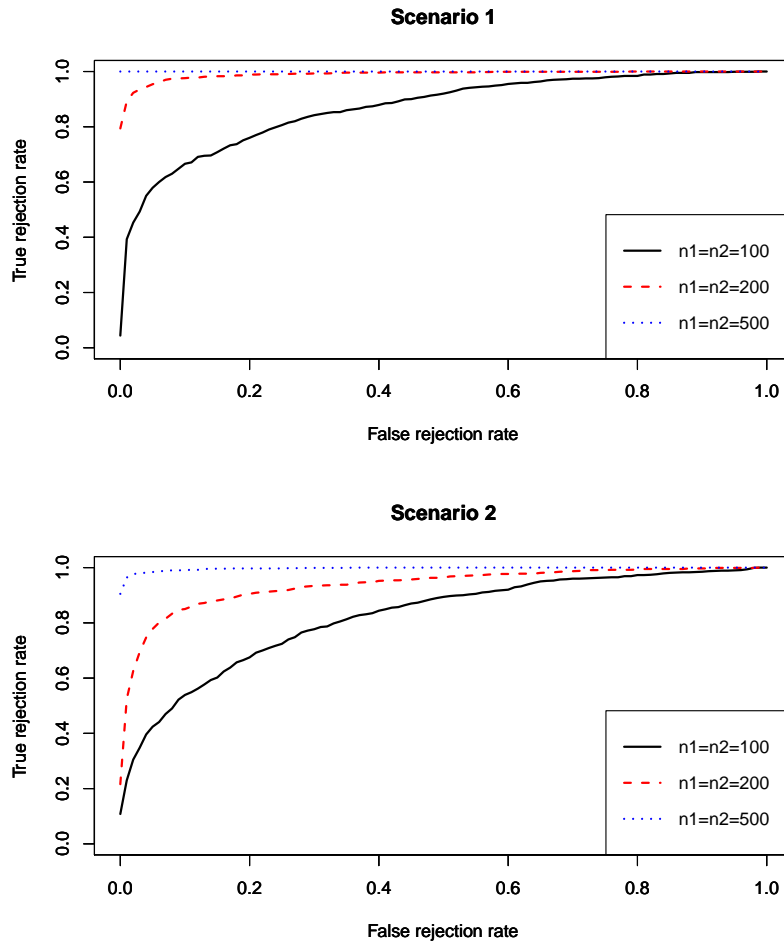 Scenario 1
True rejection rate
1.0
0.8
0.6
0.4
0.2
0.0
n1=n2=100
n1=n2=200
n1=n2=500
0.0 0.2 0.4 0.6 0.8 1.0
False rejection rate
Scenario 2
True rejection rate
1.0
0.8
0.6
0.4
0.2
0.0
n1=n2=100
n1=n2=200
n1=n2=500
0.0 0.2 0.4 0.6 0.8 1.0
False rejection rate